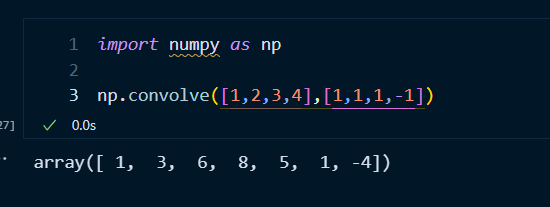 1 import numpy as np
2
3 np.convolve([1,2,3,4],[1,1,1,-1])
27] ✓ 0.0s
array([ 1,  3,  6,  8,  5,  1, -4])